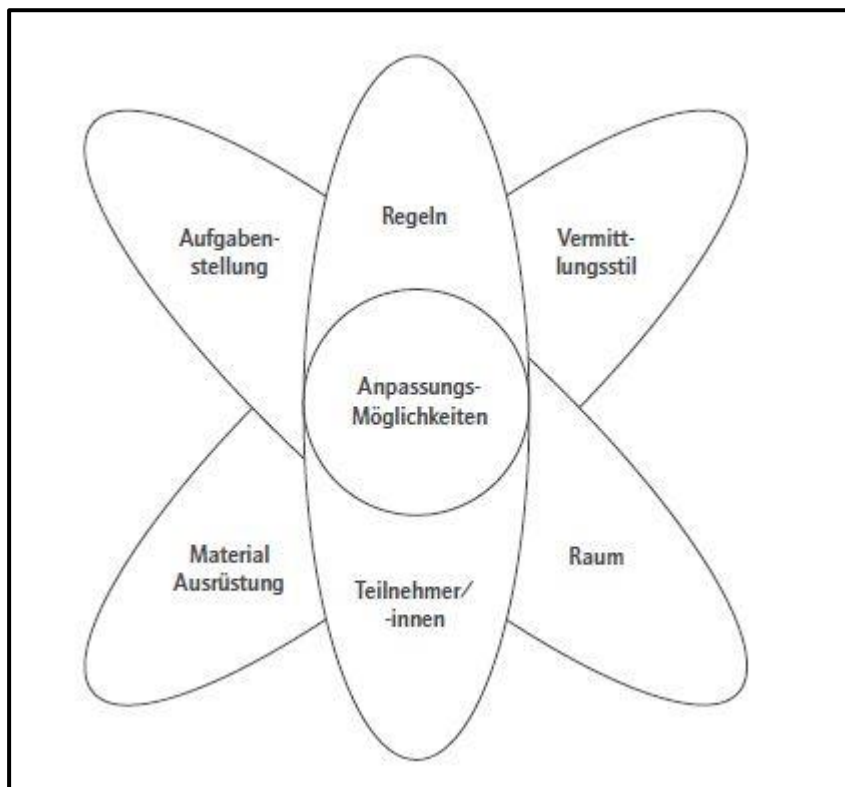 Regeln
Aufgaben-
stellung
Vermitt-
lungsstil
Anpassungs-
Möglichkeiten
Material
Ausrüstung
Teilnehmer/
-innen
Raum